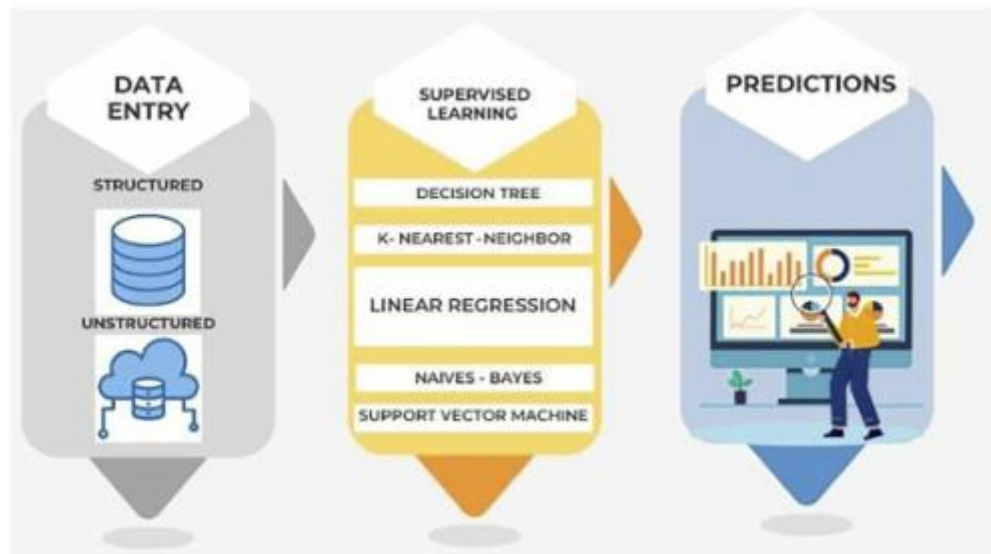 DATA
ENTRY
STRUCTURED
UNSTRUCTURED
SUPERVISED
LEARNING
DECISION TREE
K- NEAREST -NEIGHBOR
LINEAR REGRESSION
NAIVES - BAYES
SUPPORT VECTOR MACHINE
PREDICTIONS